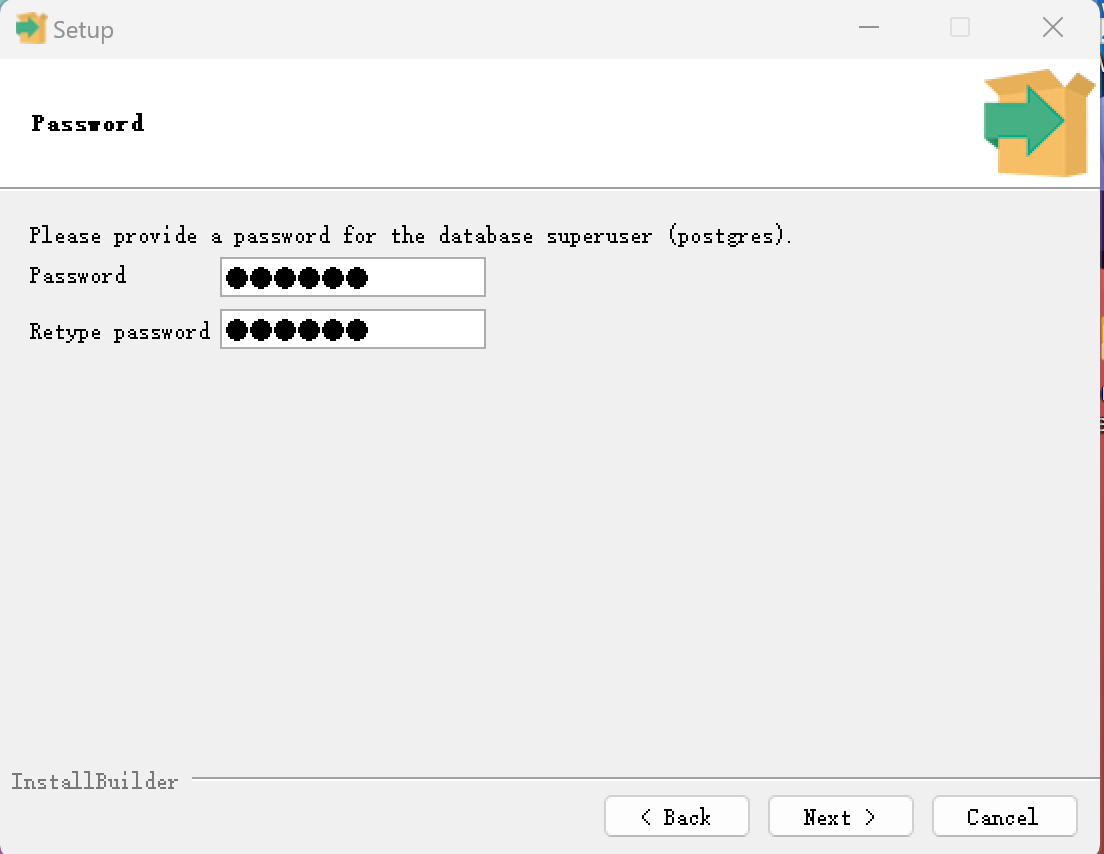 Setup
Password
Please provide a password for the database superuser (postgres).
Password ●●●●●●
Retype password ●●●●●●
InstallBuilder
< Back Next > Cancel